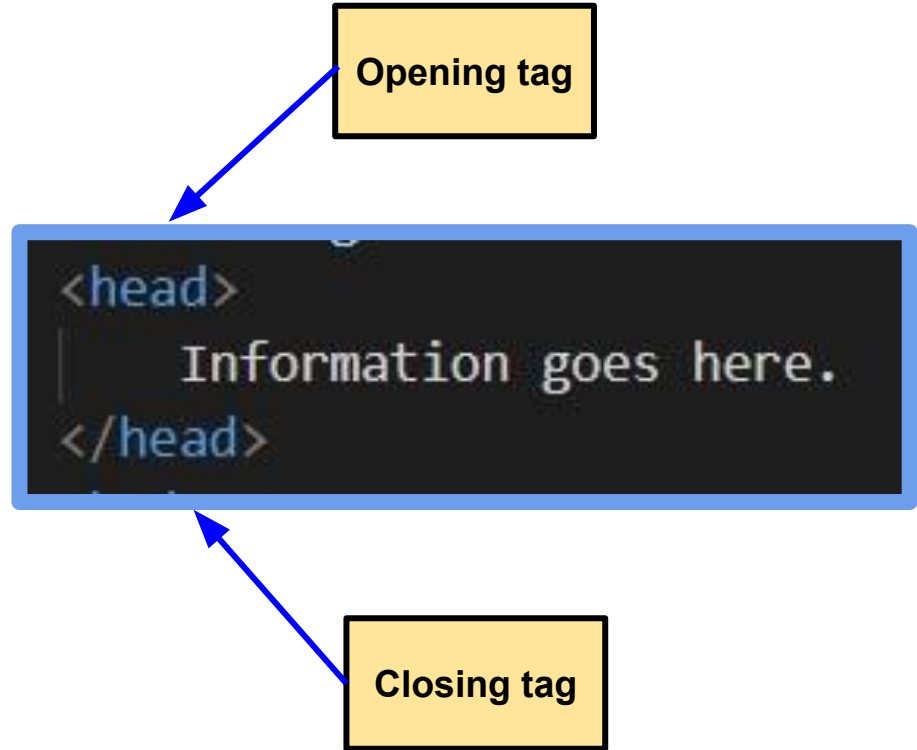 Opening tag
<head>
Information goes here.
</head>
Closing tag